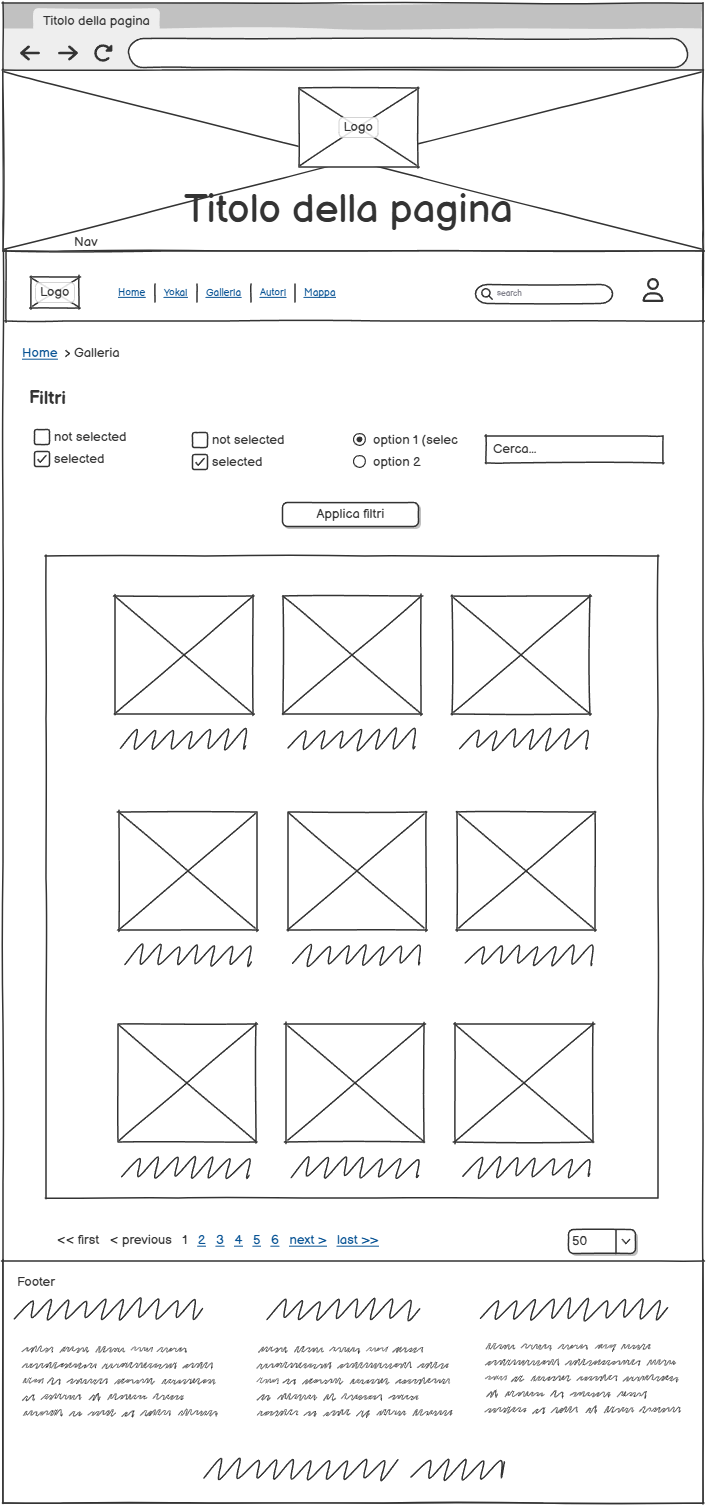 Titolo della pagina
Logo
Titolo della pagina
Nav
Logo
Home
Yokai
Galleria
Autori
Mappa
search
Home > Galleria
Filtri
not selected
selected
not selected
selected
option 1 (selec
option 2
Cerca...
Applica filtri
<< first < previous 1 2 3 4 5 6 next > last >>
50
Footer